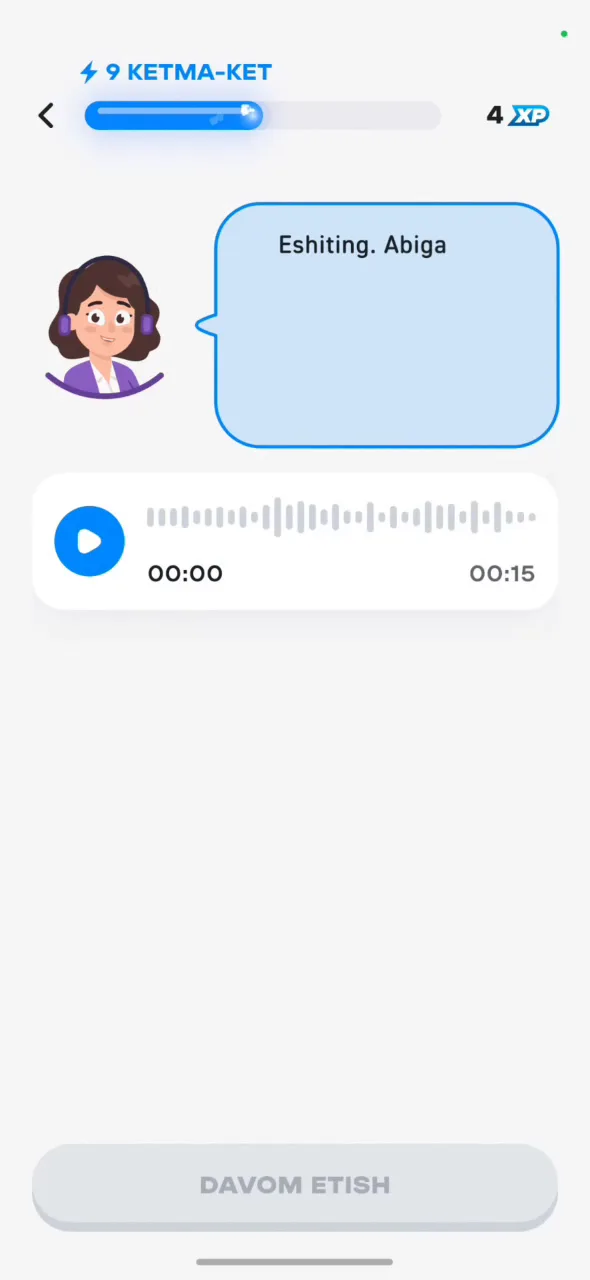 9 KETMA-KET
4 XP
Eshiting. Abiga
00:00
00:15
DAVOM ETISH